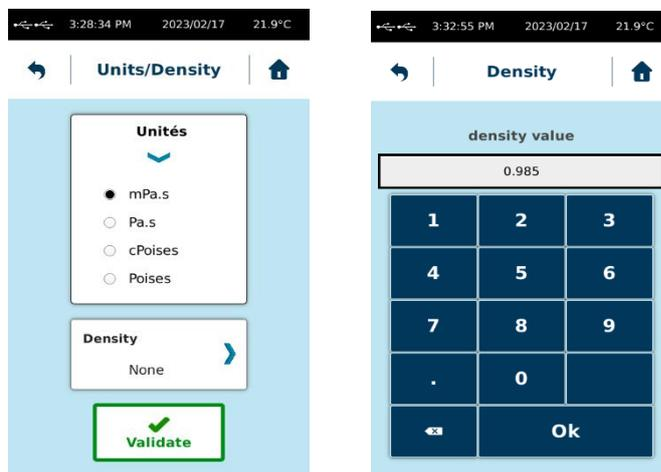 3:28:34 PM 2023/02/17 21.9°C
Units/Density
Unités
mPa.s
Pa.s
cPoises
Poises
Density
None
Validate
3:32:55 PM 2023/02/17 21.9°C
Density
density value
0.985
1 2 3
4 5 6
7 8 9
. 0
Ok